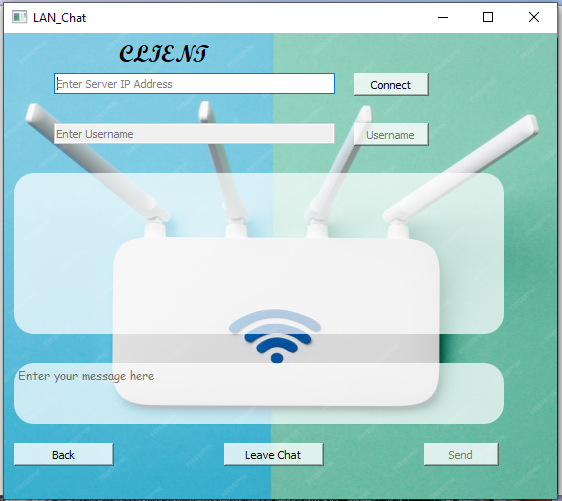 LAN_Chat
CLIENT
Enter Server IP Address
Connect
Enter Username
Username
Enter your message here
Back
Leave Chat
Send